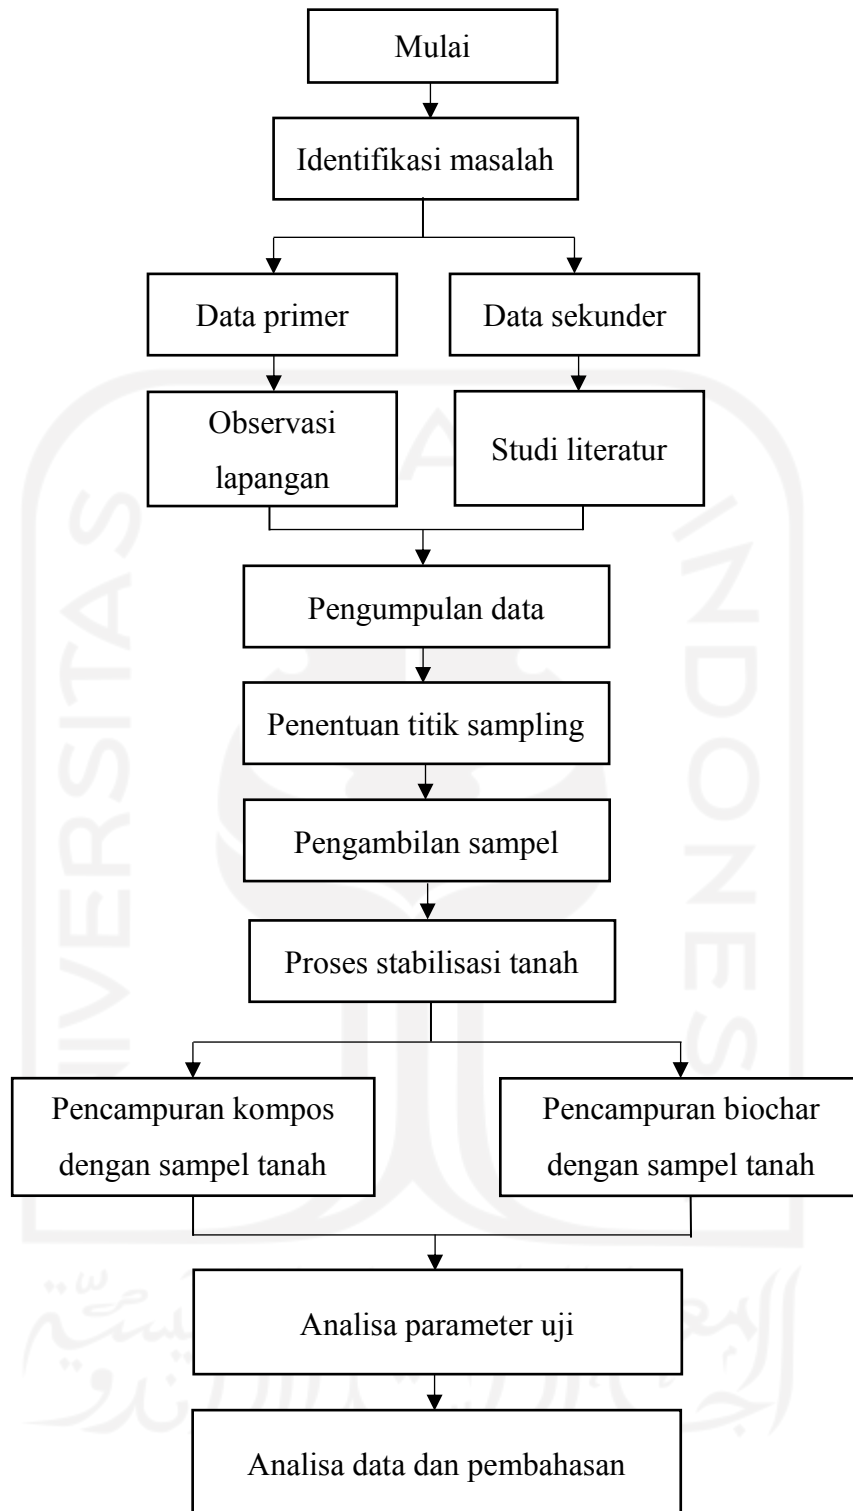 Mulai
Identifikasi masalah
Data primer
Data sekunder
Observasi
lapangan
Studi literatur
Pengumpulan data
Penentuan titik sampling
Pengambilan sampel
Proses stabilisasi tanah
Pencampuran kompos
dengan sampel tanah
Pencampuran biochar
dengan sampel tanah
Analisa parameter uji
Analisa data dan pembahasan
UNIVERSITAS